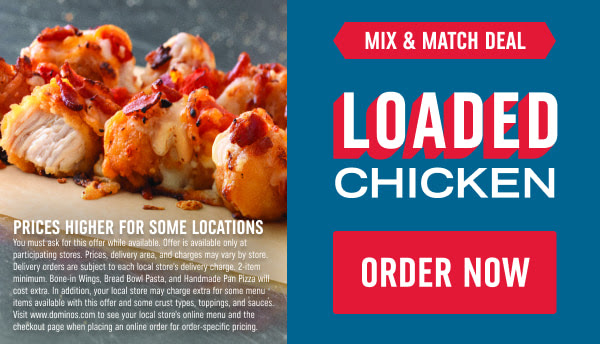 PRICES HIGHER FOR SOME LOCATIONS
You must ask for this offer while available. Offer is available only at
participating stores. Prices, delivery area, and charges may vary by store.
Delivery orders are subject to each local store's delivery charge. 2-item
minimum. Bone-in Wings, Bread Bowl Pasta, and Handmade Pan Pizza will
cost extra. In addition, your local store may charge extra for some menu
items available with this offer and some crust types, toppings, and sauces.
Visit www.dominos.com to see your local store's online menu and the
checkout page when placing an online order for order-specific pricing.
MIX & MATCH DEAL
LOADED
CHICKEN
ORDER NOW